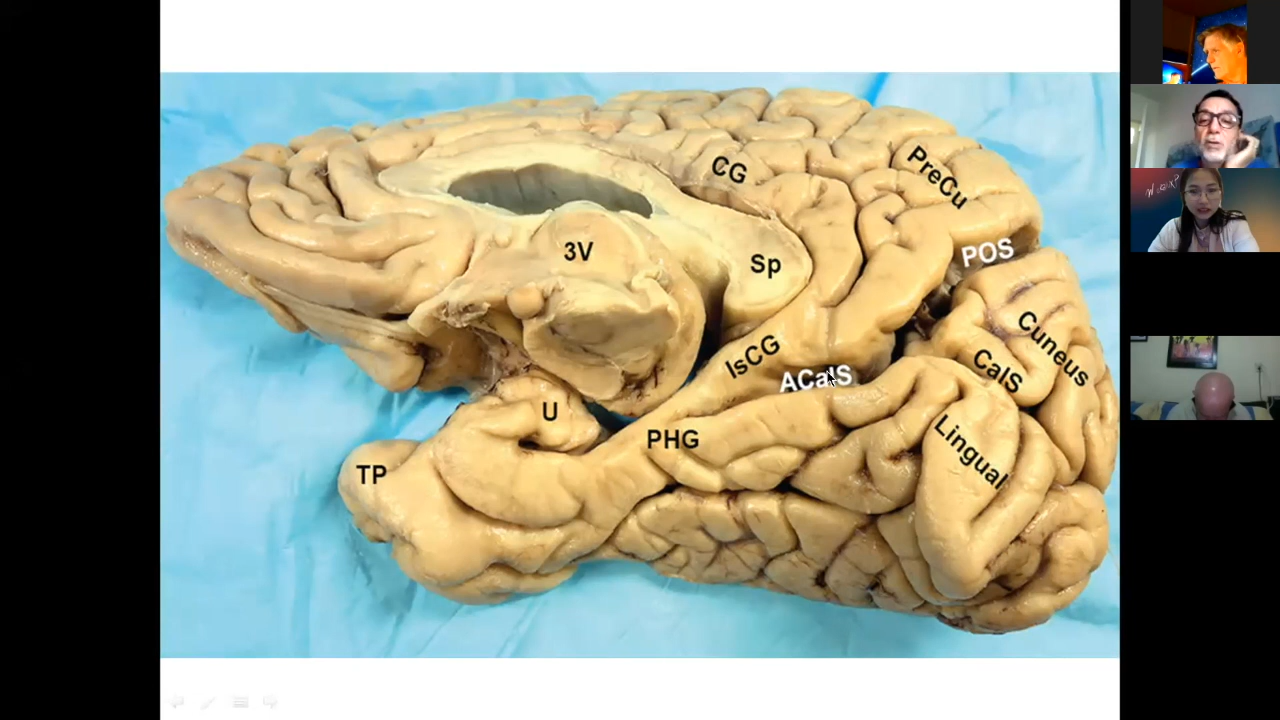 CG
PreCu
3V
Sp
POS
IsCG
ACalS
Cuneus
CalS
U
PHG
Lingual
TP